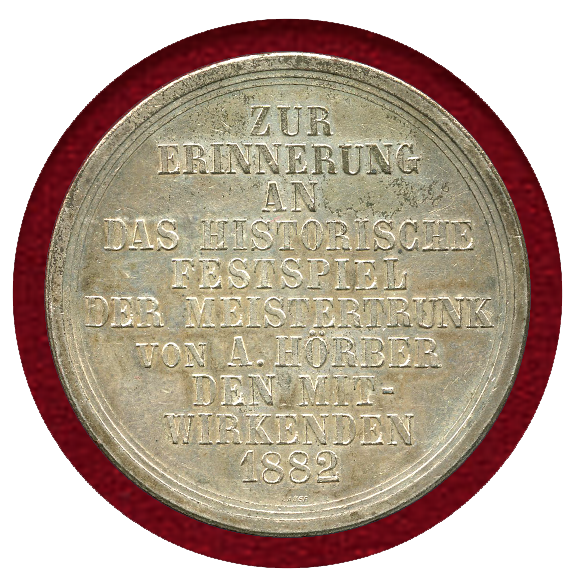 ZUR
ERINNERUNG
AN
DAS HISTORISCHE
FESTSPIEL
DER MEISTERTRUNK
VON A. HÖRBER
DEN MIT-
WIRKENDEN
1882